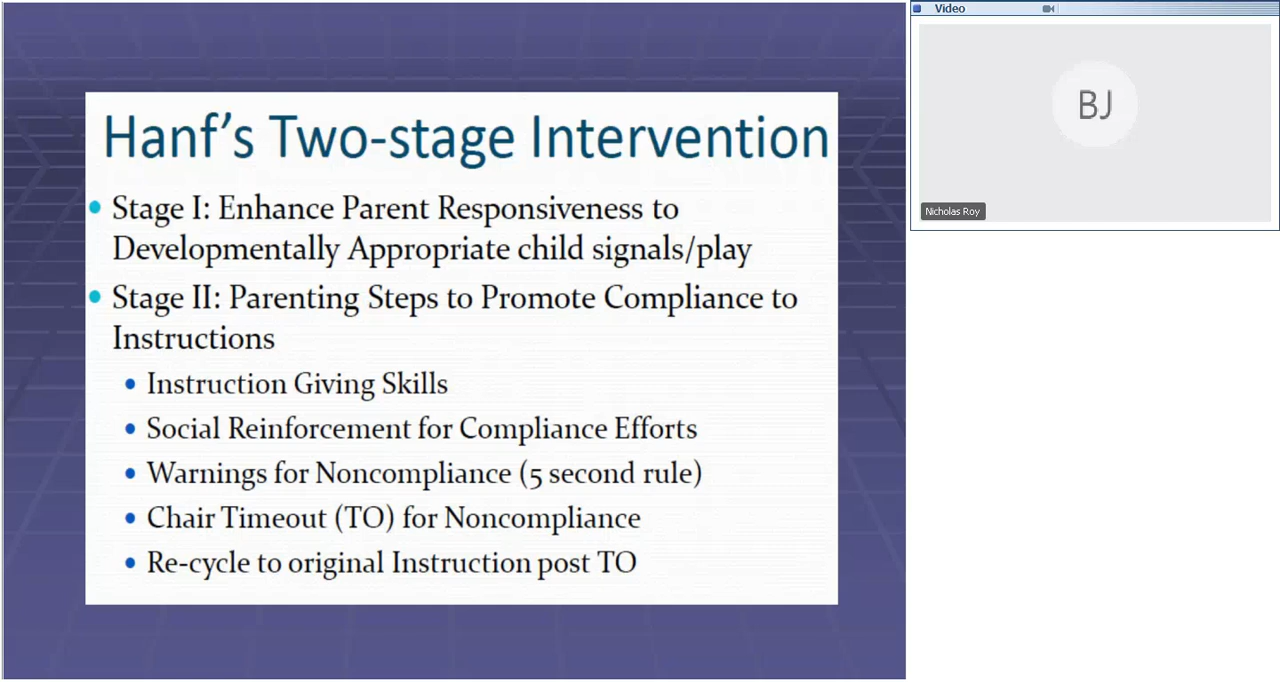 Hanf's Two-stage Intervention
Stage I: Enhance Parent Responsiveness to
Developmentally Appropriate child signals/play
Stage II: Parenting Steps to Promote Compliance to
Instructions
Instruction Giving Skills
Social Reinforcement for Compliance Efforts
Warnings for Noncompliance (5 second rule)
Chair Timeout (TO) for Noncompliance
Re-cycle to original Instruction post TO
Video
BJ
Nicholas Roy